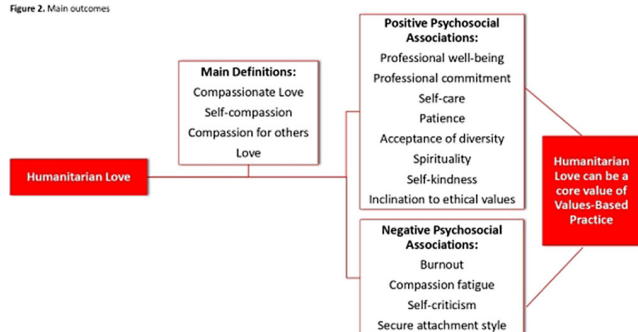 Figure 2. Main outcomes
Main Definitions:
Compassionate Love
Self-compassion
Compassion for others
Love
Humanitarian Love
Positive Psychosocial
Associations:
Professional well-being
Professional commitment
Self-care
Patience
Acceptance of diversity
Spirituality
Self-kindness
Inclination to ethical values
Negative Psychosocial
Associations:
Burnout
Compassion fatigue
Self-criticism
Secure attachment style
Humanitarian
Love can be a
core value of
Values-Based
Practice